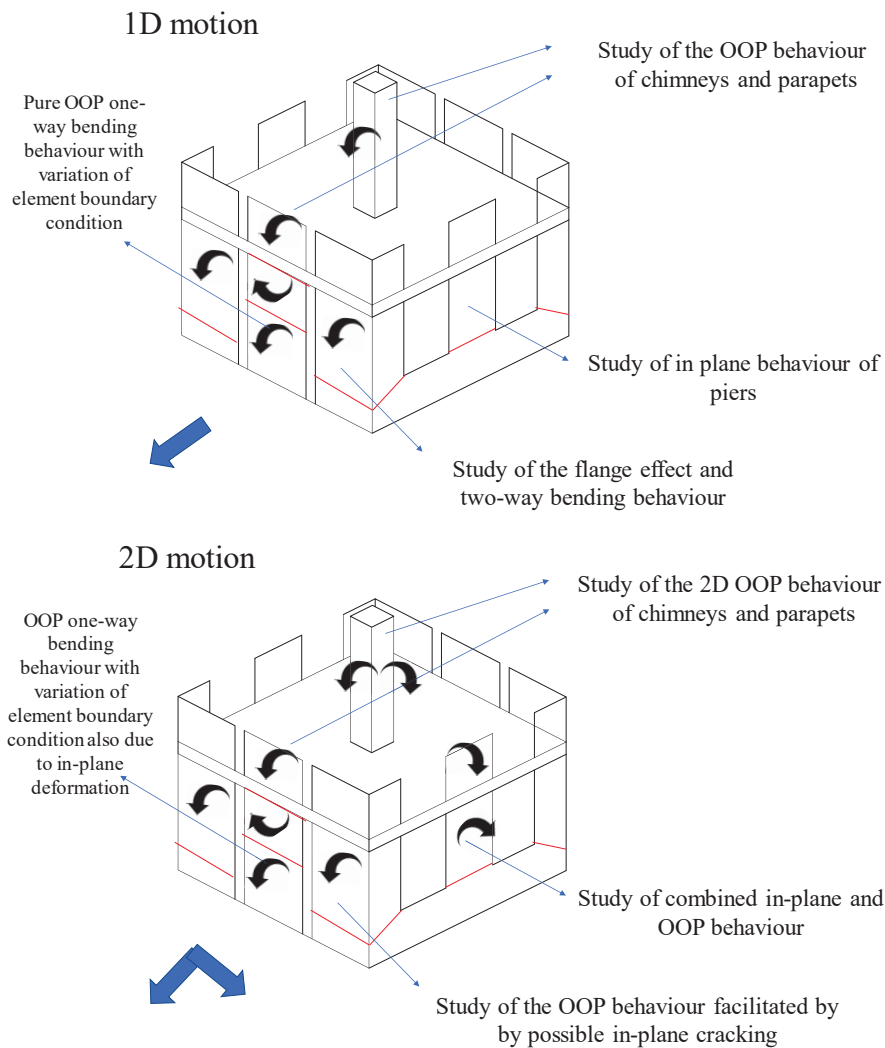 1D motion
Study of the OOP behaviour
of chimneys and parapets
Pure OOP one-
way bending
behaviour with
variation of
element boundary
condition
Study of in plane behaviour of
piers
Study of the flange effect and
two-way bending behaviour
2D motion
Study of the 2D OOP behaviour
of chimneys and parapets
OOP one-way
bending
behaviour with
variation of
element boundary
condition also due
to in-plane
deformation
Study of combined in-plane and
OOP behaviour
Study of the OOP behaviour facilitated by
by possible in-plane cracking